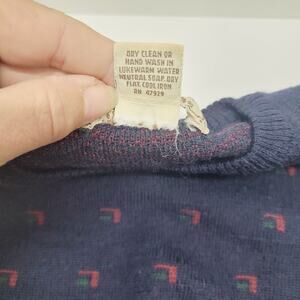 DRY CLEAN OR
HAND WASH IN
LUKEWARM WATER
NEUTRAL SOAP. DRY
FLAT. COOL IRON
RN 47929